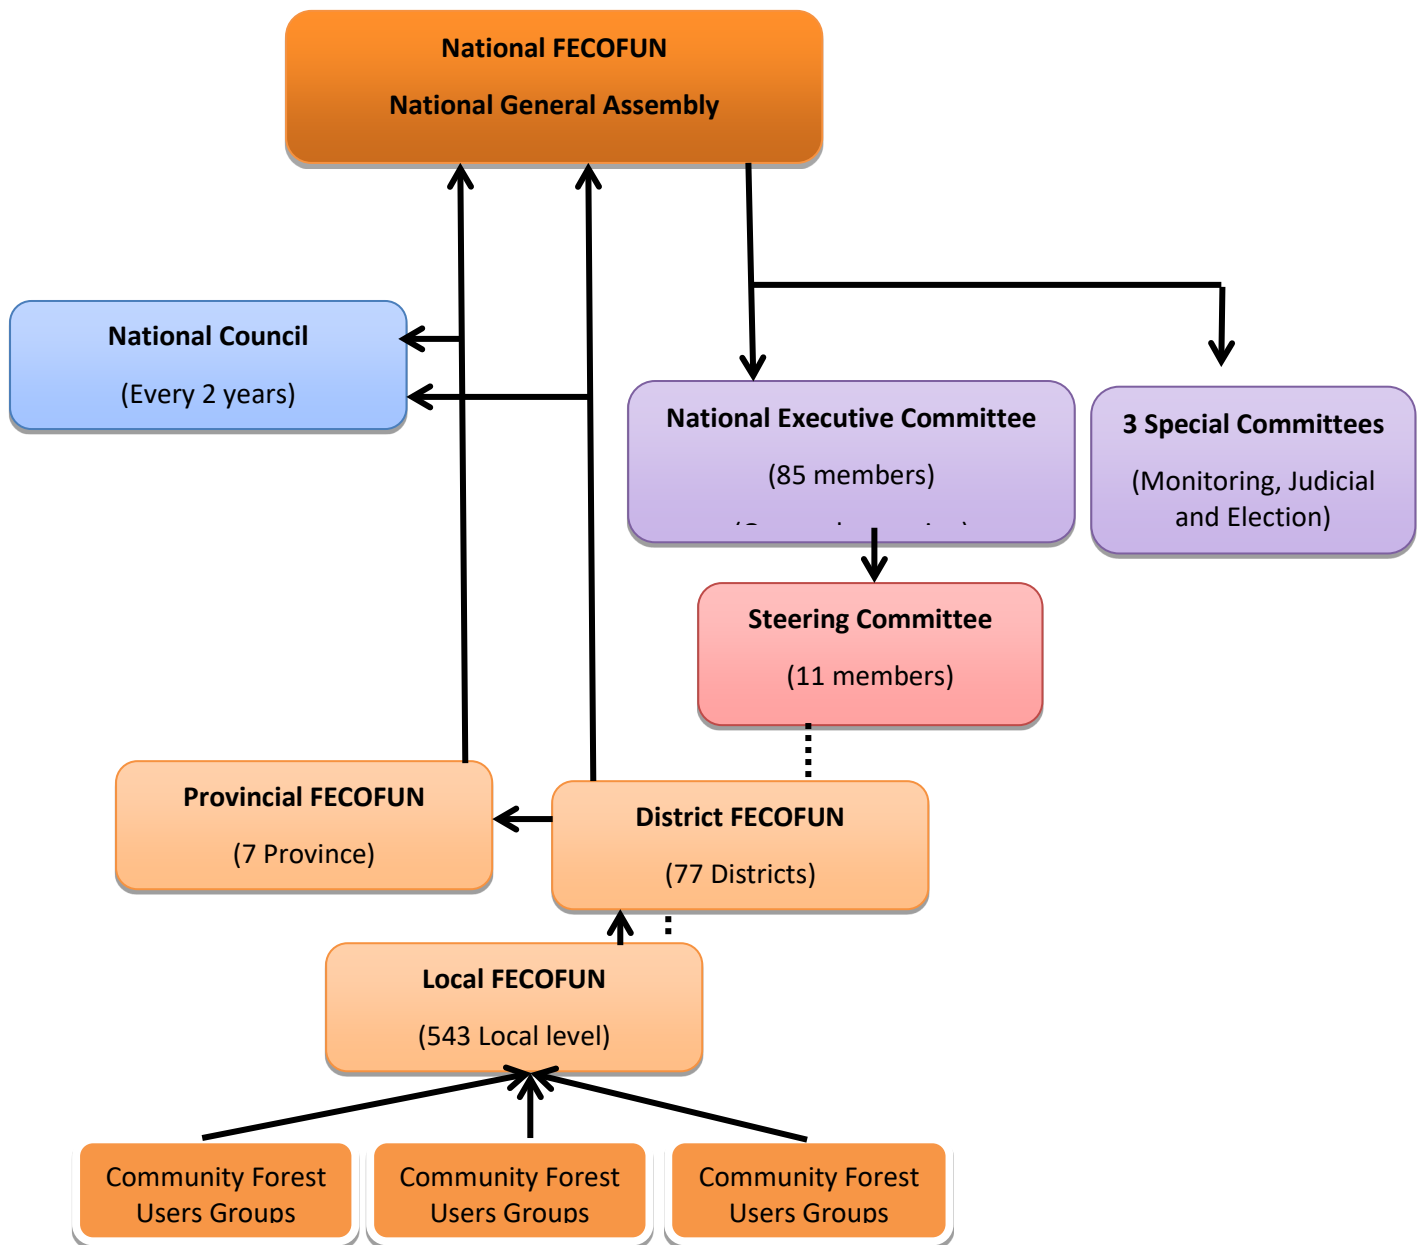 National FECOFUN
National General Assembly
National Council
(Every 2 years)
National Executive Committee
(85 members)
3 Special Committees
(Monitoring, Judicial
and Election)
Steering Committee
(11 members)
Provincial FECOFUN
(7 Province)
District FECOFUN
(77 Districts)
Local FECOFUN
(543 Local level)
Community Forest
Users Groups
Community Forest
Users Groups
Community Forest
Users Groups